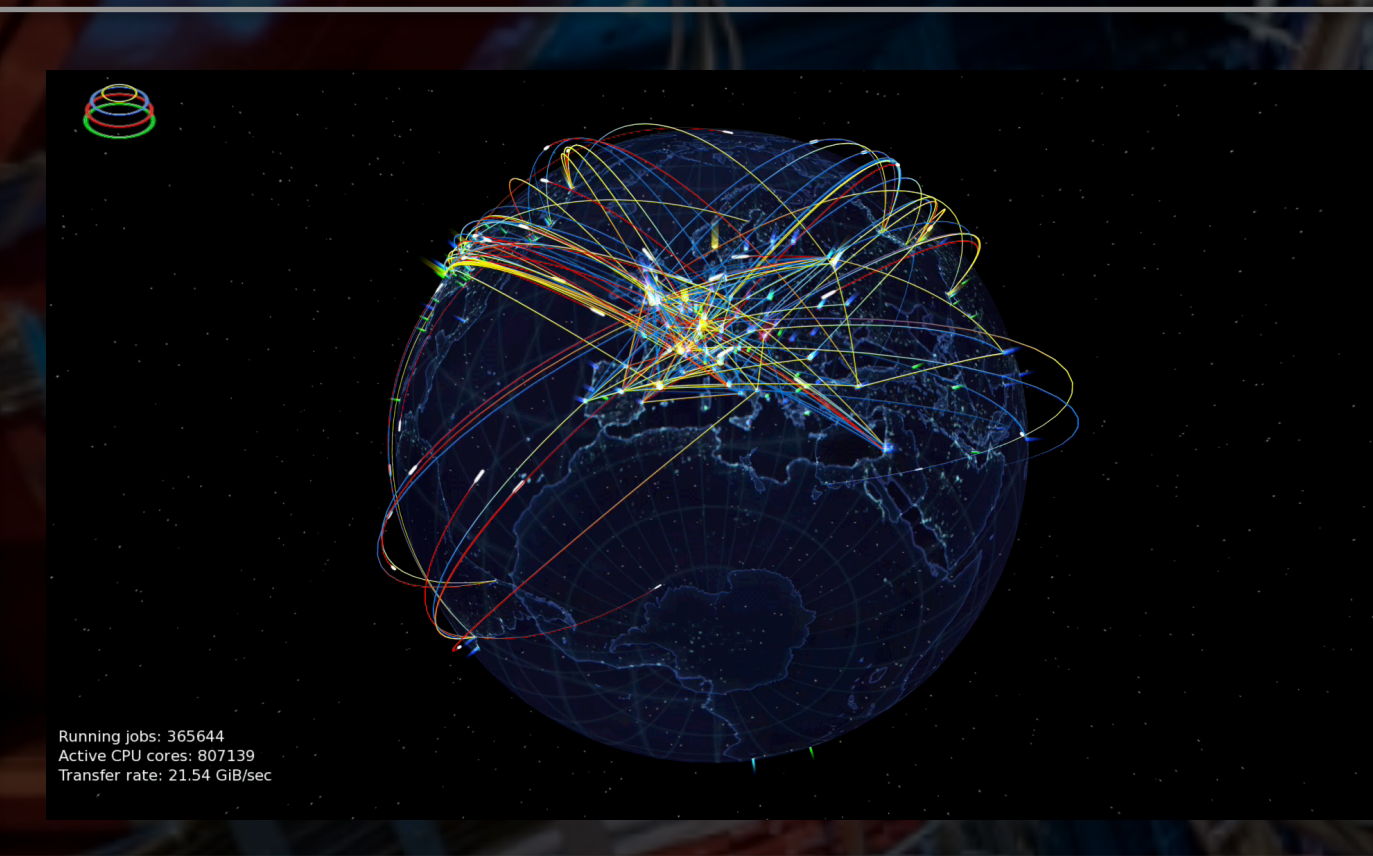 Running jobs: 365644
Active CPU cores: 807139
Transfer rate: 21.54 GiB/sec